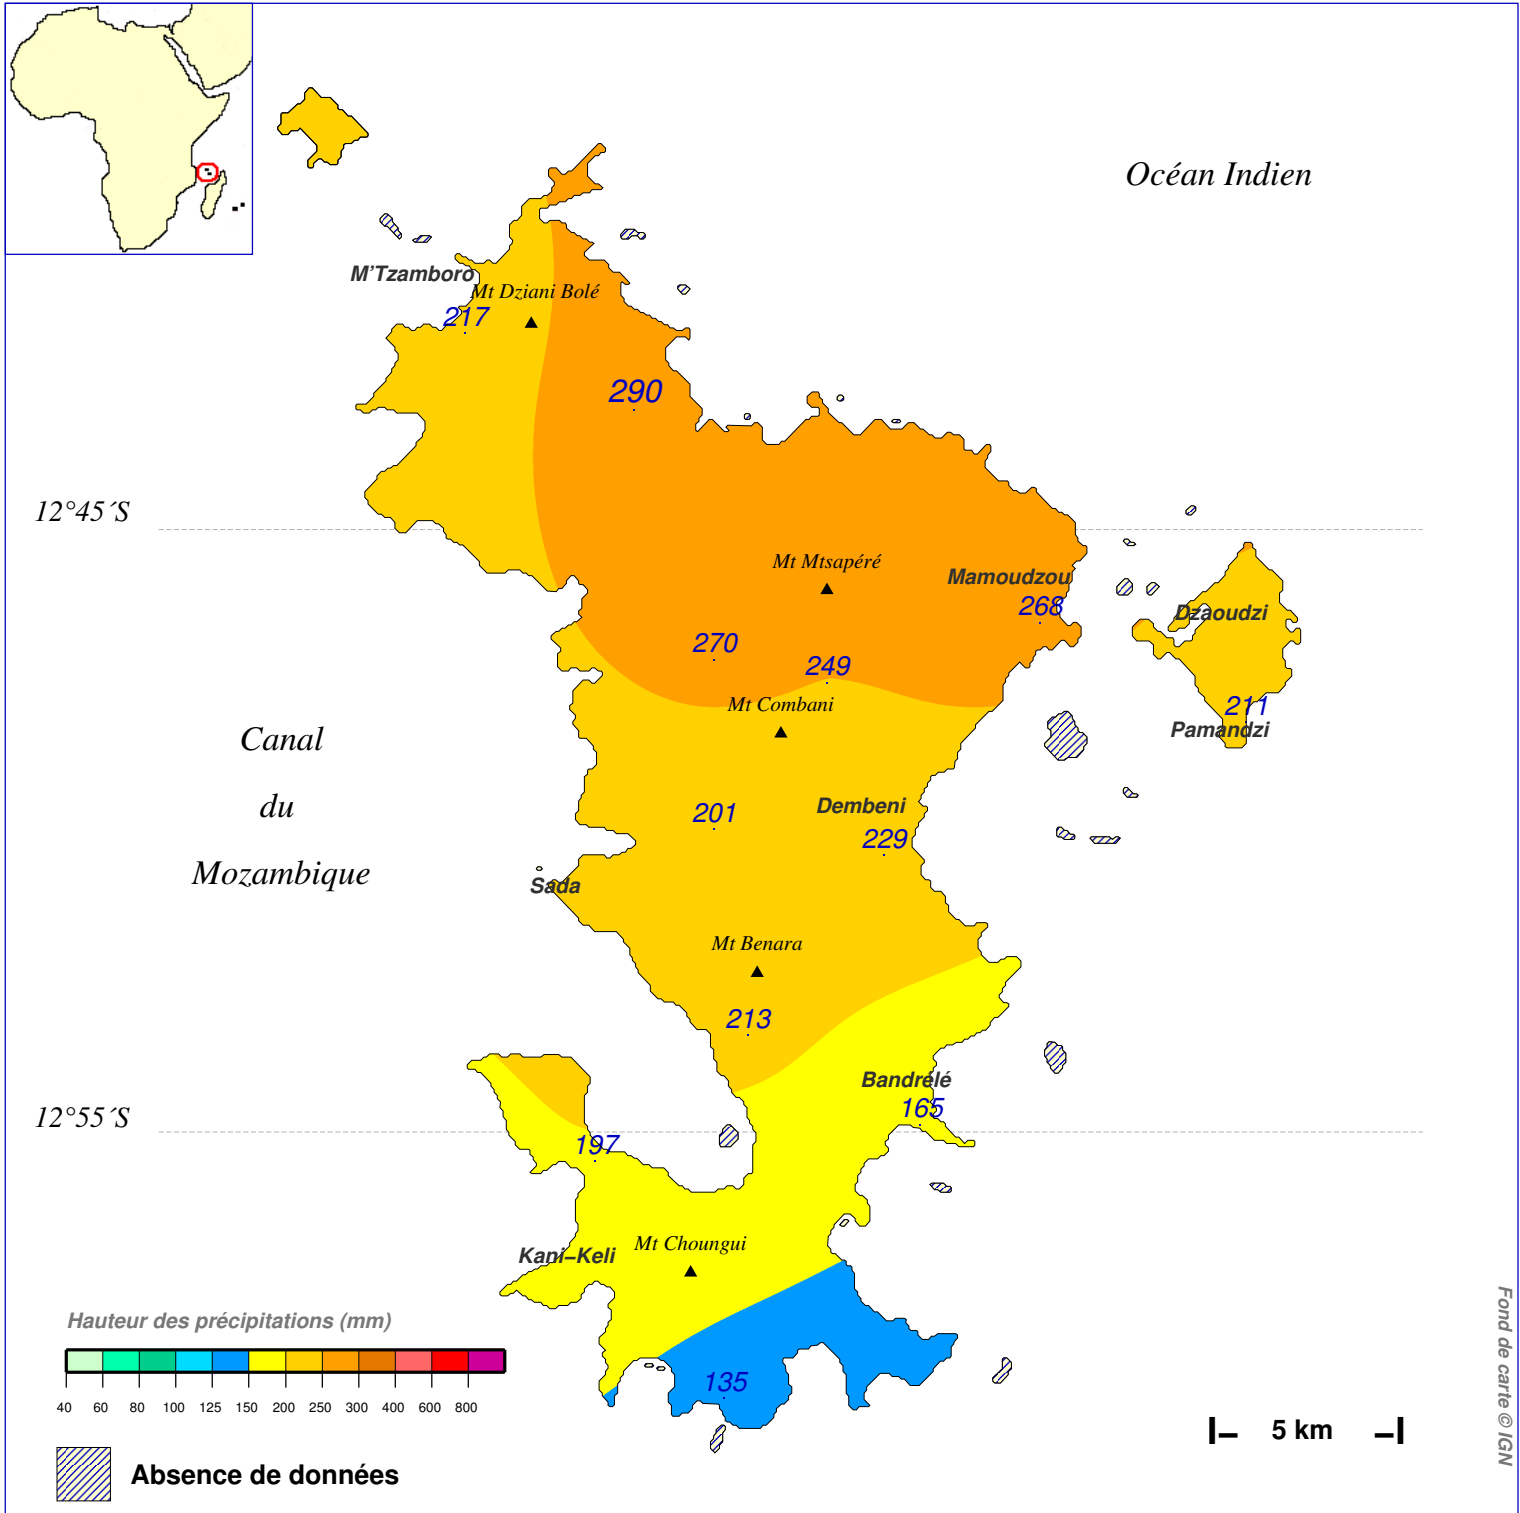 Océan Indien
M'Tzamboro
Mt Dziani Bolé
217
290
12°45´S
Mt Mtsapéré
Mamoudzou
268
Dzaoudzi
270
249
Mt Combani
211
Pamandzi
Canal
du
Mozambique
201
Dembeni
229
Sada
Mt Benara
213
Bandrélé
165
12°55´S
197
Kani–Keli
Mt Choungui
135
Hauteur des précipitations (mm)
40 60 80 100 125 150 200 250 300 400 600 800
Absence de données
5 km
Fond de carte © IGN